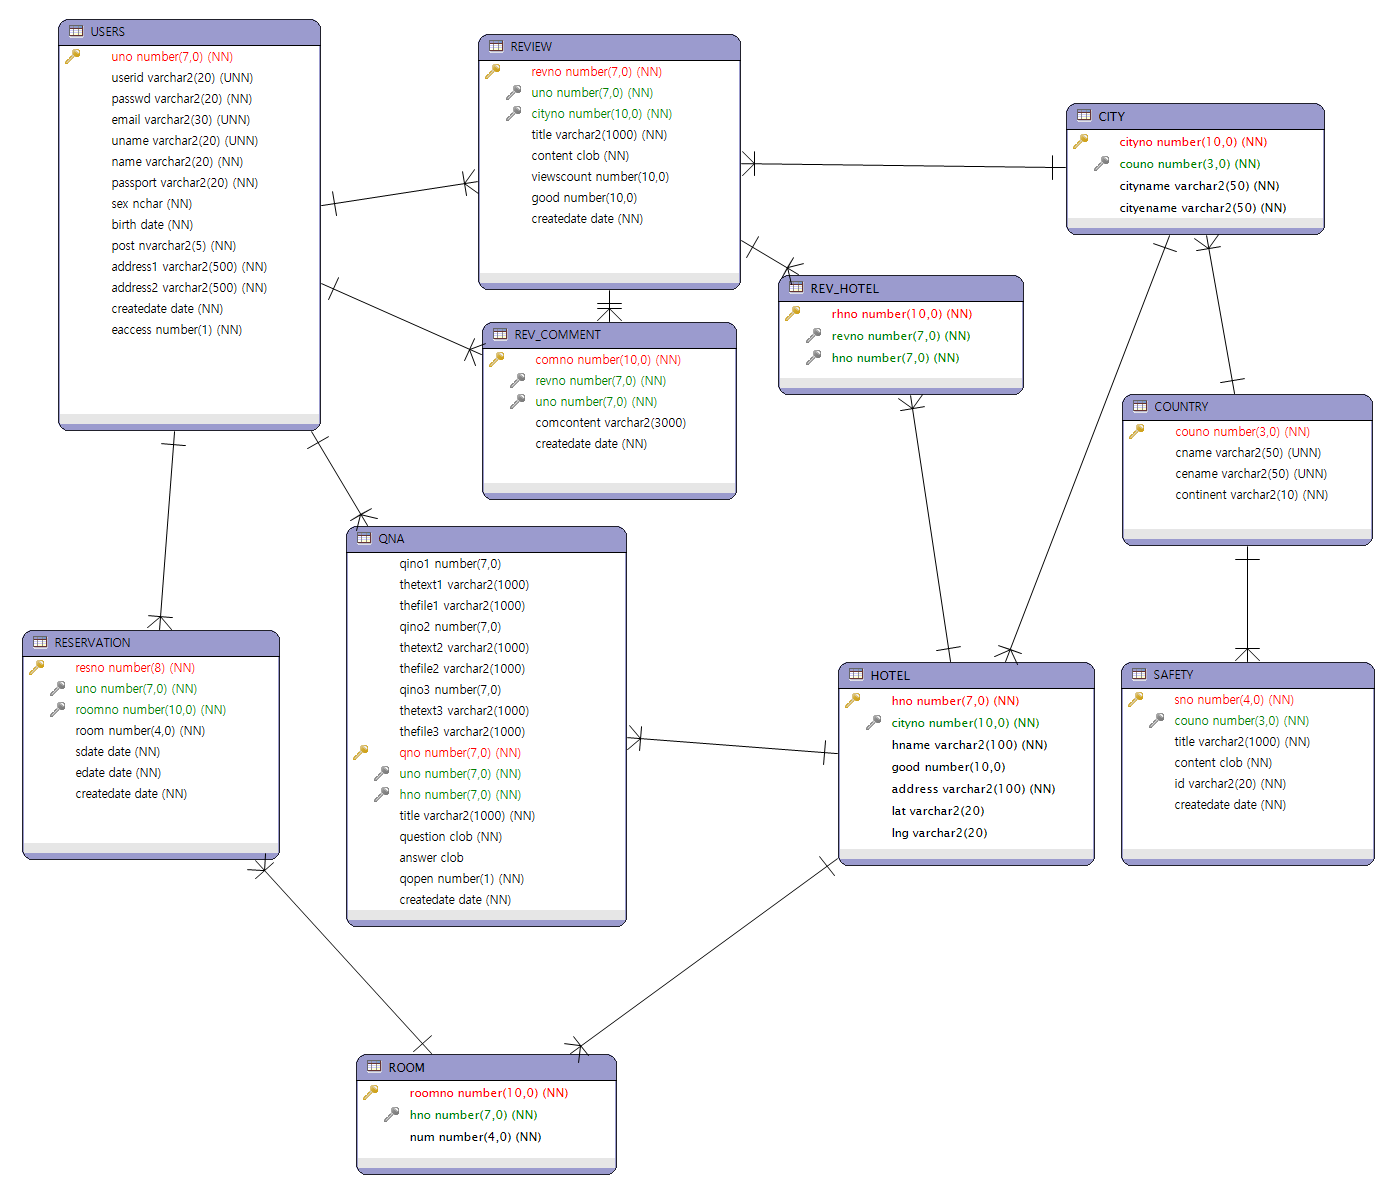 USERS
uno number(7,0) (NN)
userid varchar2(20) (UNN)
passwd varchar2(20) (NN)
email varchar2(30) (UNN)
uname varchar2(20) (UNN)
name varchar2(20) (NN)
passport varchar2(20) (NN)
sex nchar (NN)
birth date (NN)
post nvarchar2(5) (NN)
address1 varchar2(500) (NN)
address2 varchar2(500) (NN)
createdate date (NN)
eaccess number(1) (NN)
REVIEW
revno number(7,0) (NN)
uno number(7,0) (NN)
cityno number(10,0) (NN)
title varchar2(1000) (NN)
content clob (NN)
viewscount number(10,0)
good number(10,0)
createdate date (NN)
CITY
cityno number(10,0) (NN)
couno number(3,0) (NN)
cityname varchar2(50) (NN)
cityename varchar2(50) (NN)
REV_HOTEL
rhno number(10,0) (NN)
revno number(7,0) (NN)
hno number(7,0) (NN)
REV_COMMENT
comno number(10,0) (NN)
revno number(7,0) (NN)
uno number(7,0) (NN)
comcontent varchar2(3000)
createdate date (NN)
COUNTRY
couno number(3,0) (NN)
cname varchar2(50) (UNN)
cename varchar2(50) (UNN)
continent varchar2(10) (NN)
QNA
qino1 number(7,0)
thetext1 varchar2(1000)
thefile1 varchar2(1000)
qino2 number(7,0)
thetext2 varchar2(1000)
thefile2 varchar2(1000)
qino3 number(7,0)
thetext3 varchar2(1000)
thefile3 varchar2(1000)
qno number(7,0) (NN)
uno number(7,0) (NN)
hno number(7,0) (NN)
title varchar2(1000) (NN)
question clob (NN)
answer clob
qopen number(1) (NN)
createdate date (NN)
RESERVATION
resno number(8) (NN)
uno number(7,0) (NN)
roomno number(10,0) (NN)
room number(4,0) (NN)
sdate date (NN)
edate date (NN)
createdate date (NN)
HOTEL
hno number(7,0) (NN)
cityno number(10,0) (NN)
hname varchar2(100) (NN)
good number(10,0)
address varchar2(100) (NN)
lat varchar2(20)
lng varchar2(20)
SAFETY
sno number(4,0) (NN)
couno number(3,0) (NN)
title varchar2(1000) (NN)
content clob (NN)
id varchar2(20) (NN)
createdate date (NN)
ROOM
roomno number(10,0) (NN)
hno number(7,0) (NN)
num number(4,0) (NN)